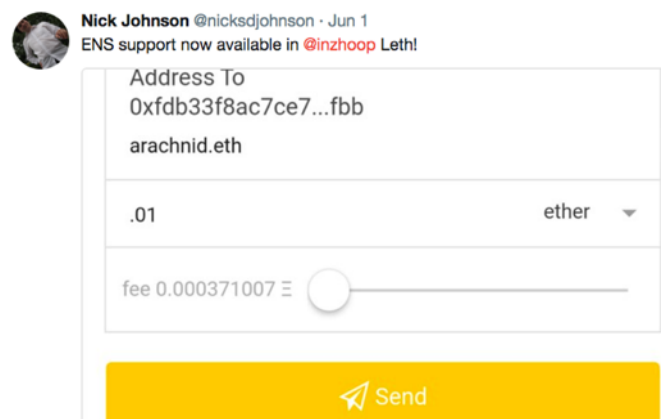 Nick Johnson @nicksdjohnson · Jun 1
ENS support now available in @inzhoop Leth!
Address To
0xfdb33f8ac7ce7...fbb
arachnid.eth
.01 ether
fee 0.000371007 Ξ
Send